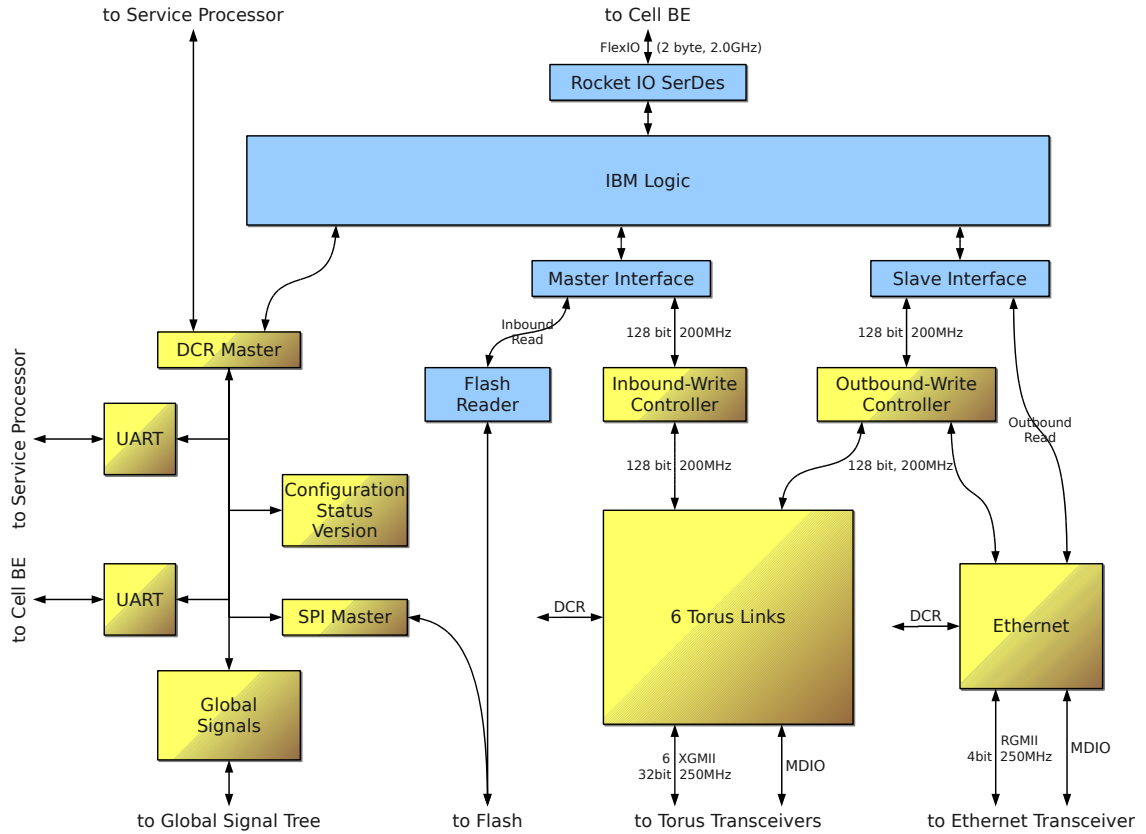 to Service Processor
to Cell BE
FlexIO (2 byte, 2.0GHz)
Rocket IO SerDes
IBM Logic
Master Interface
Slave Interface
Inbound
Read
128 bit 200MHz
128 bit 200MHz
DCR Master
Flash
Reader
Inbound-Write
Controller
Outbound-Write
Controller
to Service Processor
UART
Outbound
Read
128 bit 200MHz
128 bit, 200MHz
Configuration
Status
Version
to Cell BE
UART
SPI Master
DCR
6 Torus Links
DCR
Ethernet
Global
Signals
6 XGMII
32bit 250MHz
MDIO
RGMII
4bit 250MHz
MDIO
to Global Signal Tree
to Flash
to Torus Transceivers
to Ethernet Transceiver